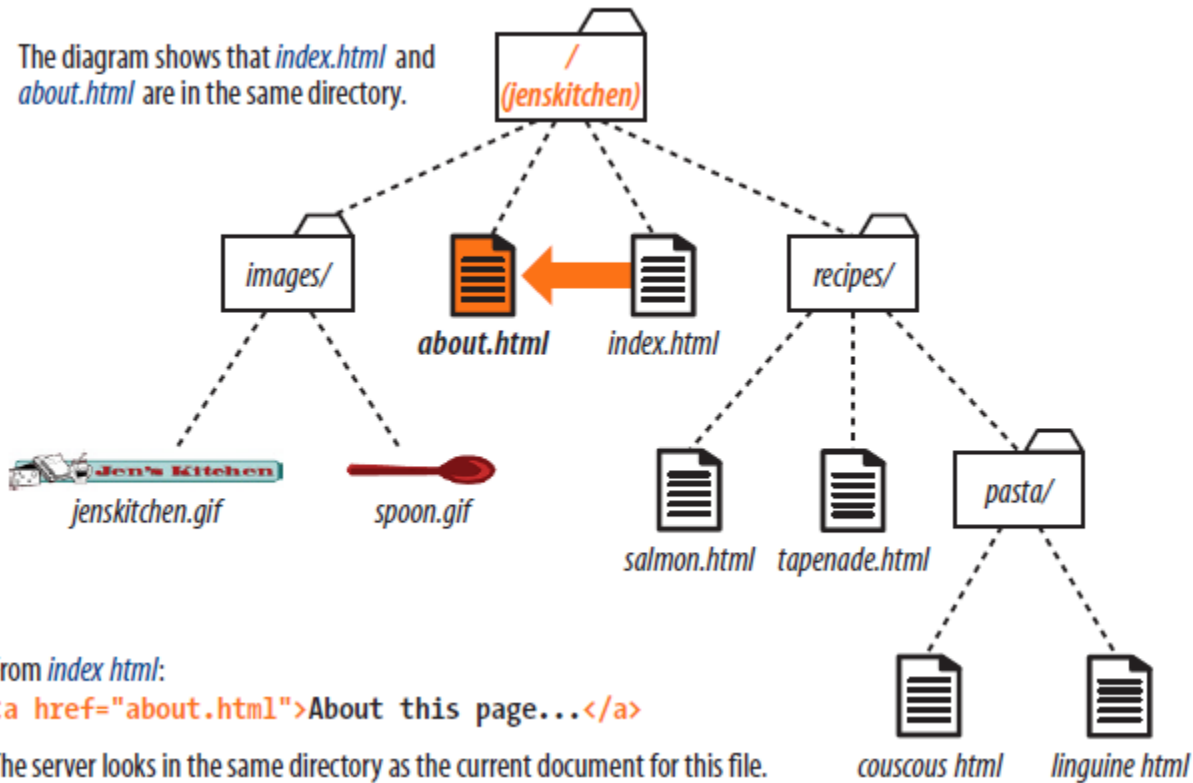 The diagram shows that index.html and
about.html are in the same directory.
/
(jenskitchen)
images/
about.html
index.html
recipes/
Jen's Kitchen
jenskitchen.gif
spoon.gif
salmon.html
tapenade.html
pasta/
rom index html:
a href="about.html">About this page...</a>
he server looks in the same directory as the current document for this file.
couscous html
linguine html